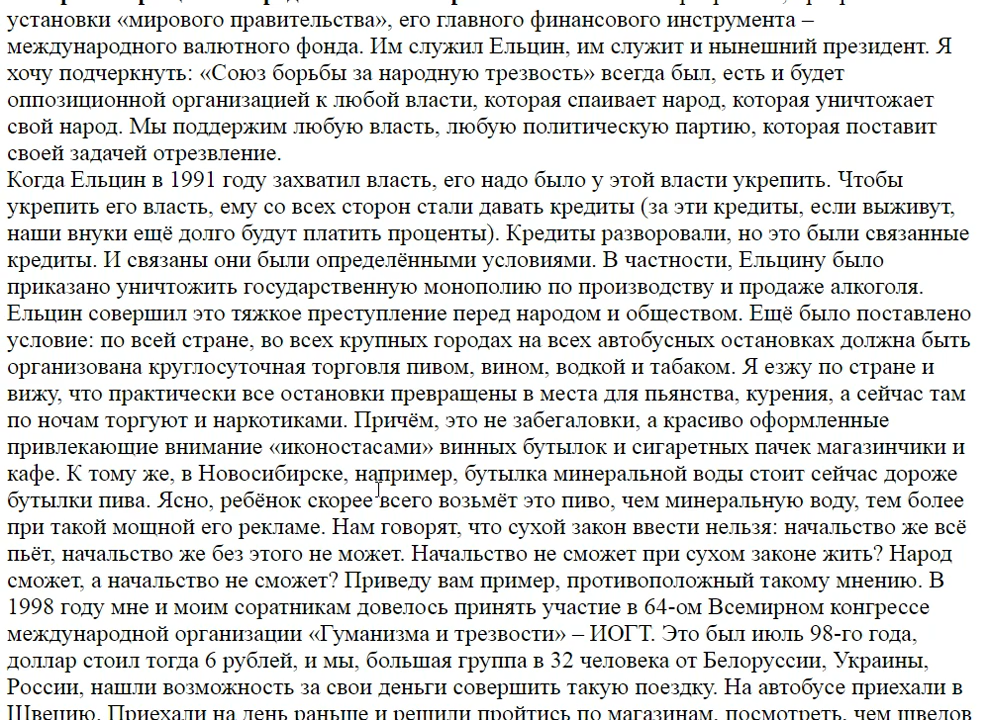 установки «мирового правительства», его главного финансового инструмента –
международного валютного фонда. Им служил Ельцин, им служит и нынешний президент. Я
хочу подчеркнуть: «Союз борьбы за народную трезвость» всегда был, есть и будет
оппозиционной организацией к любой власти, которая спаивает народ, которая уничтожает
свой народ. Мы поддержим любую власть, любую политическую партию, которая поставит
своей задачей отрезвление.
Когда Ельцин в 1991 году захватил власть, его надо было у этой власти укрепить. Чтобы
укрепить его власть, ему со всех сторон стали давать кредиты (за эти кредиты, если выживут,
наши внуки ещё долго будут платить проценты). Кредиты разворовали, но это были связанные
кредиты. И связаны они были определёнными условиями. В частности, Ельцину было
приказано уничтожить государственную монополию по производству и продаже алкоголя.
Ельцин совершил это тяжкое преступление перед народом и обществом. Ещё было поставлено
условие: по всей стране, во всех крупных городах на всех автобусных остановках должна быть
организована круглосуточная торговля пивом, вином, водкой и табаком. Я езжу по стране и
вижу, что практически все остановки превращены в места для пьянства, курения, а сейчас там
по ночам торгуют и наркотиками. Причём, это не забегаловки, а красиво оформленные
привлекающие внимание «иконостасами» винных бутылок и сигаретных пачек магазинчики и
кафе. К тому же, в Новосибирске, например, бутылка минеральной воды стоит сейчас дороже
бутылки пива. Ясно, ребёнок скорее всего возьмёт это пиво, чем минеральную воду, тем более
при такой мощной его рекламе. Нам говорят, что сухой закон ввести нельзя: начальство же всё
пьёт, начальство же без этого не может. Начальство не сможет при сухом законе жить? Народ
сможет, а начальство не сможет? Приведу вам пример, противоположный такому мнению. В
1998 году мне и моим соратникам довелось принять участие в 64-ом Всемирном конгрессе
международной организации «Гуманизма и трезвости» – ИОГТ. Это был июль 98-го года,
доллар стоил тогда 6 рублей, и мы, большая группа в 32 человека от Белоруссии, Украины,
России, нашли возможность за свои деньги совершить такую поездку. На автобусе приехали в
Швецию. Приехали на день раньше и решили пройтись по магазинам, посмотреть, чем шведов